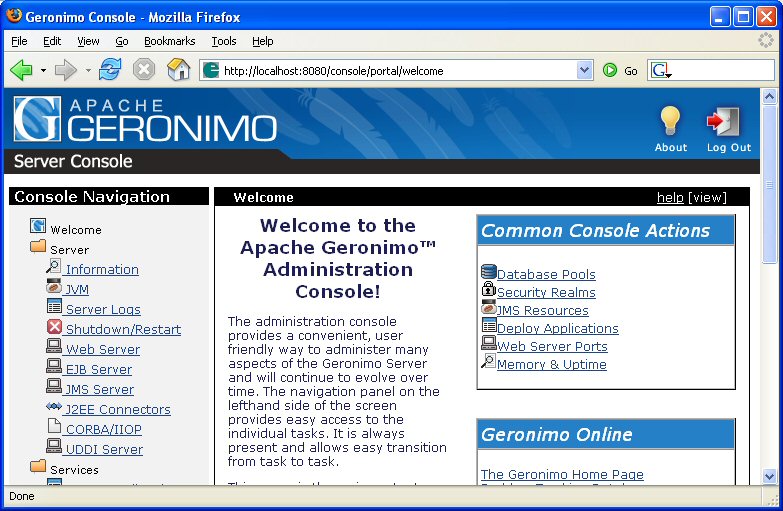 Geronimo Console - Mozilla Firefox
File Edit View Go Bookmarks Tools Help
http://localhost:8080/console/portal/welcome
Go
G
APACHE
GERONIMO
Server Console
About
Log Out
Console Navigation
Welcome
Server
Information
JVM
Server Logs
Shutdown/Restart
Web Server
EJB Server
JMS Server
J2EE Connectors
CORBA/IIOP
UDDI Server
Services
Welcome
help [view]
Welcome to the
Apache Geronimo™
Administration
Console!
The administration console
provides a convenient, user
friendly way to administer many
aspects of the Geronimo Server
and will continue to evolve over
time. The navigation panel on the
lefthand side of the screen
provides easy access to the
individual tasks. It is always
present and allows easy transition
from task to task.
Common Console Actions
Database Pools
Security Realms
JMS Resources
Deploy Applications
Web Server Ports
Memory & Uptime
Geronimo Online
The Geronimo Home Page
Done